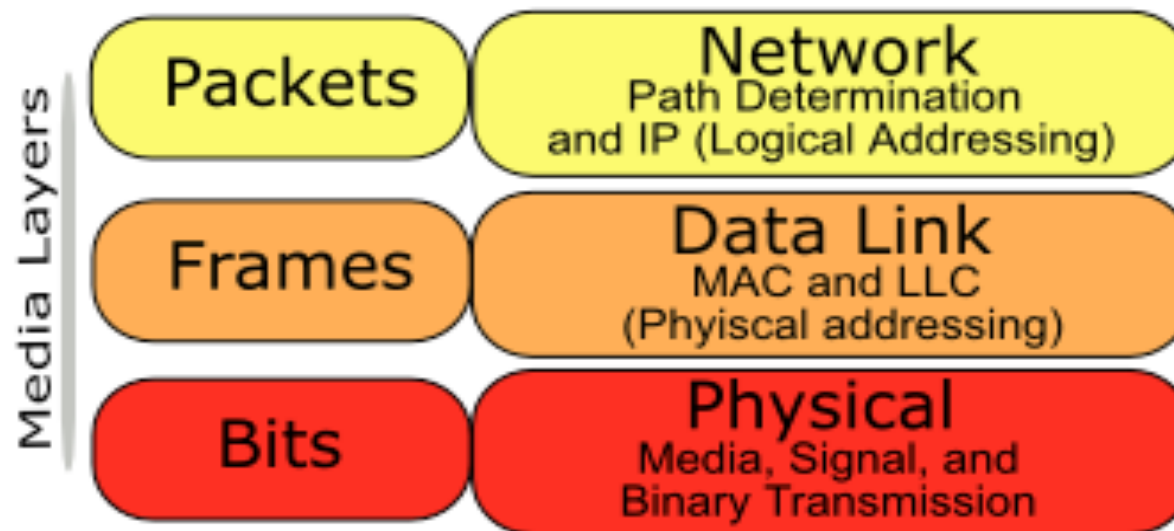 Media Layers
Packets
Network
Path Determination
and IP (Logical Addressing)
Frames
Data Link
MAC and LLC
(Phyiscal addressing)
Bits
Physical
Media, Signal, and
Binary Transmission